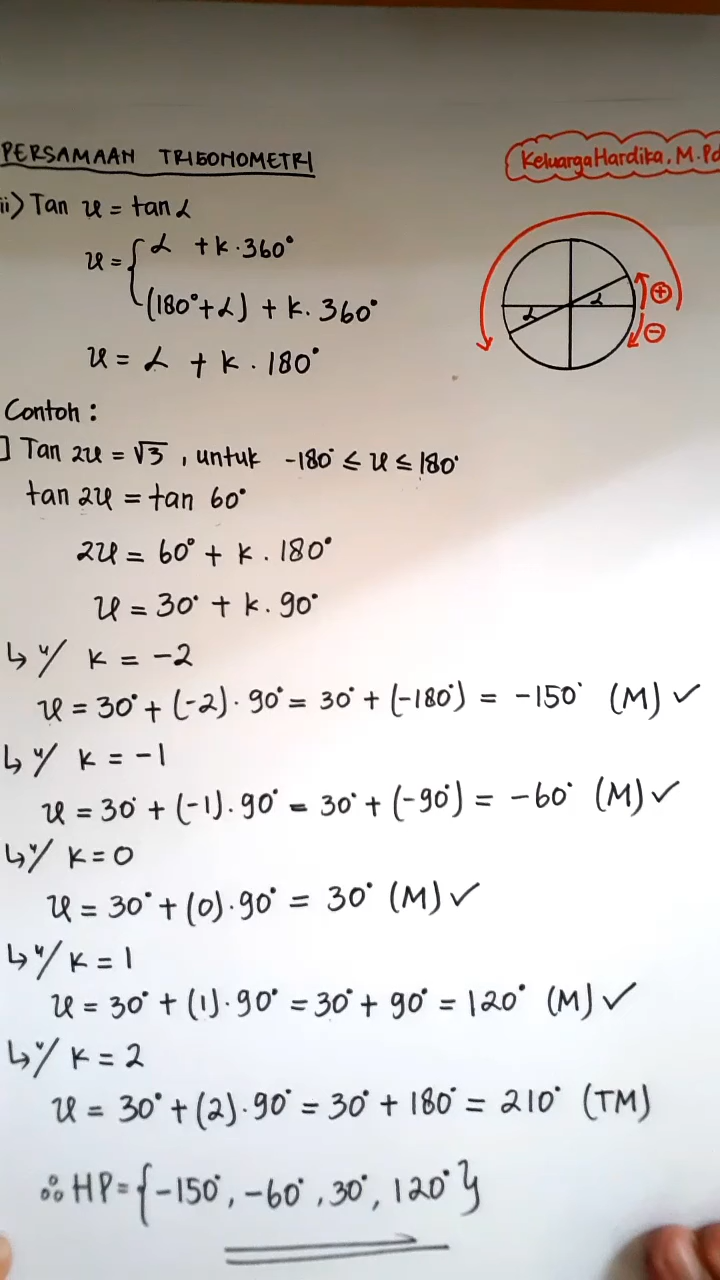 PERSAMAAN TRIGONOMETRI
KeluargaHardika, M.Pd
ii) Tan x = tan α
x = { α + k.360°
(180°+α) + k. 360°
x = α + k . 180°
α
α
+
−
Contoh :
] Tan 2x = √3 , untuk -180° ≤ x ≤ 180°
tan 2x = tan 60°
2x = 60° + k . 180°
x = 30° + k . 90°
↳ u/ k = -2
x = 30° + (-2) . 90° = 30° + (-180°) = -150° (M) ✓
↳ u/ k = -1
x = 30° + (-1) . 90° = 30° + (-90°) = -60° (M) ✓
↳ u/ k = 0
x = 30° + (0) . 90° = 30° (M) ✓
↳ u/ k = 1
x = 30° + (1) . 90° = 30° + 90° = 120° (M) ✓
↳ u/ k = 2
x = 30° + (2) . 90° = 30° + 180° = 210° (TM)
∴ HP = {-150°, -60°, 30°, 120°}